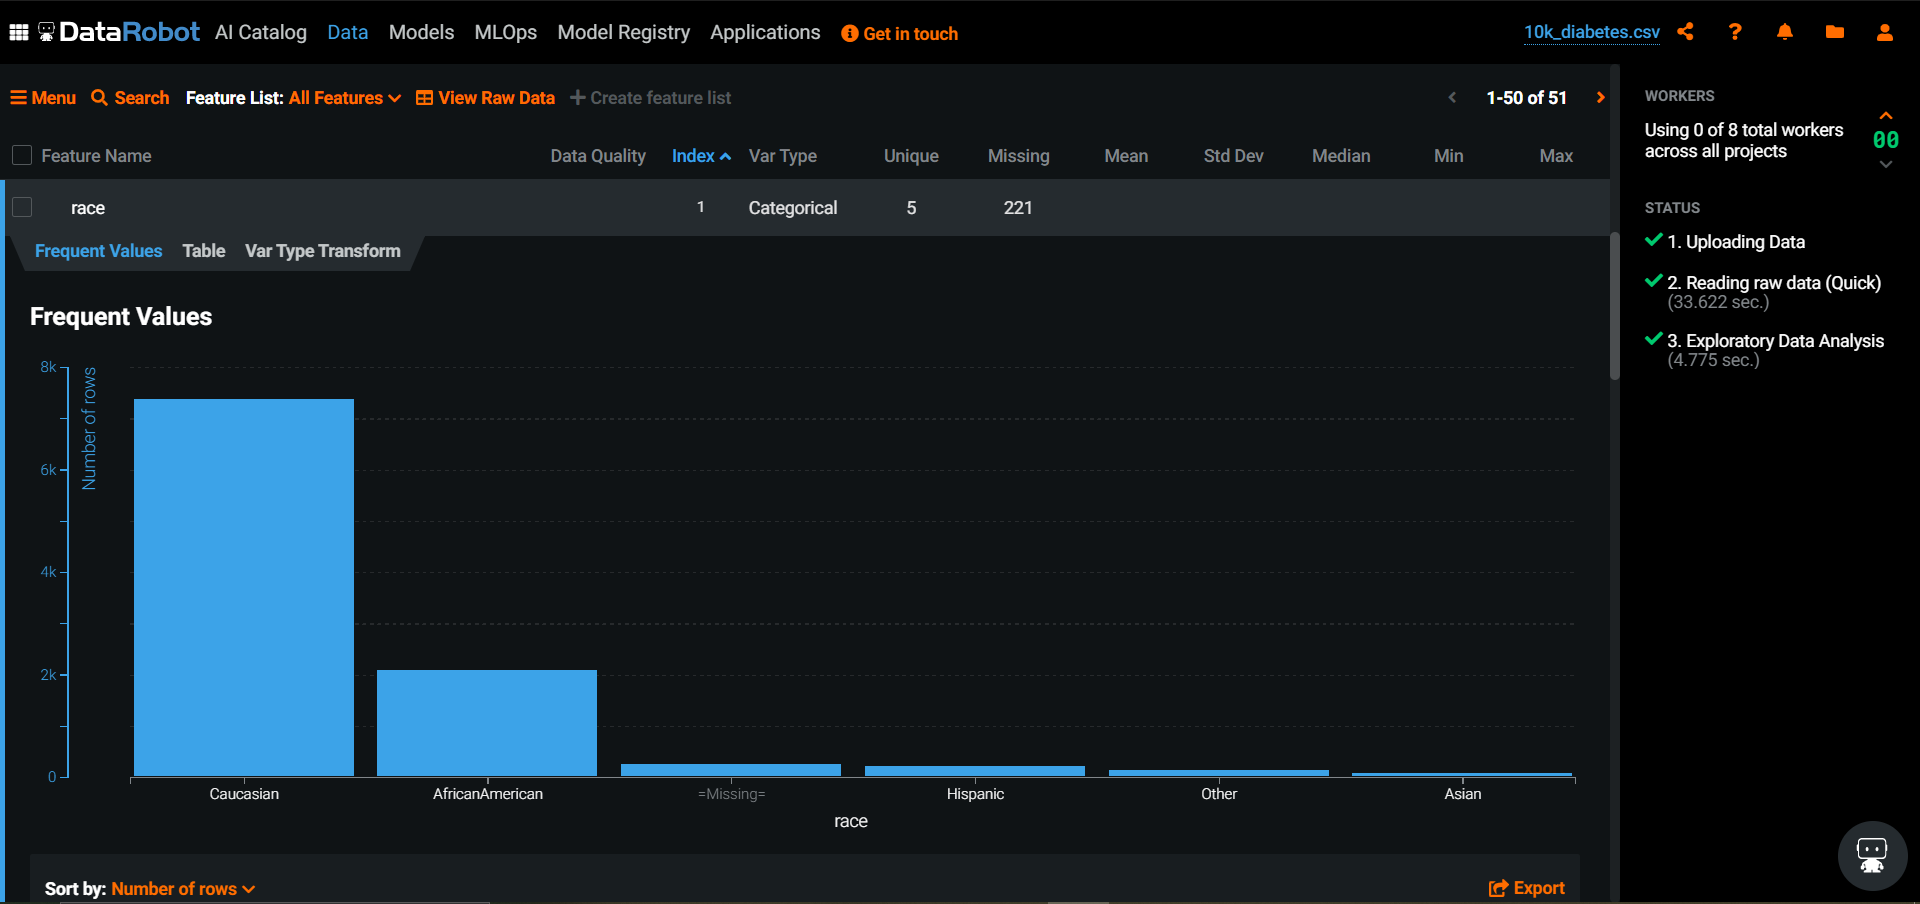 DataRobot AI Catalog Data Models MLOps Model Registry Applications Get in touch 10k_diabetes.csv ?
Menu Search Feature List: All Features View Raw Data + Create feature list 1-50 of 51
Feature Name Data Quality Index Var Type Unique Missing Mean Std Dev Median Min Max
race 1 Categorical 5 221
Frequent Values Table Var Type Transform
Frequent Values
Number of rows
8k
6k
4k
2k
0
Caucasian AfricanAmerican =Missing= Hispanic Other Asian
race
Sort by: Number of rows Export
WORKERS
Using 0 of 8 total workers
across all projects
00
STATUS
1. Uploading Data
2. Reading raw data (Quick)
(33.622 sec.)
3. Exploratory Data Analysis
(4.775 sec.)